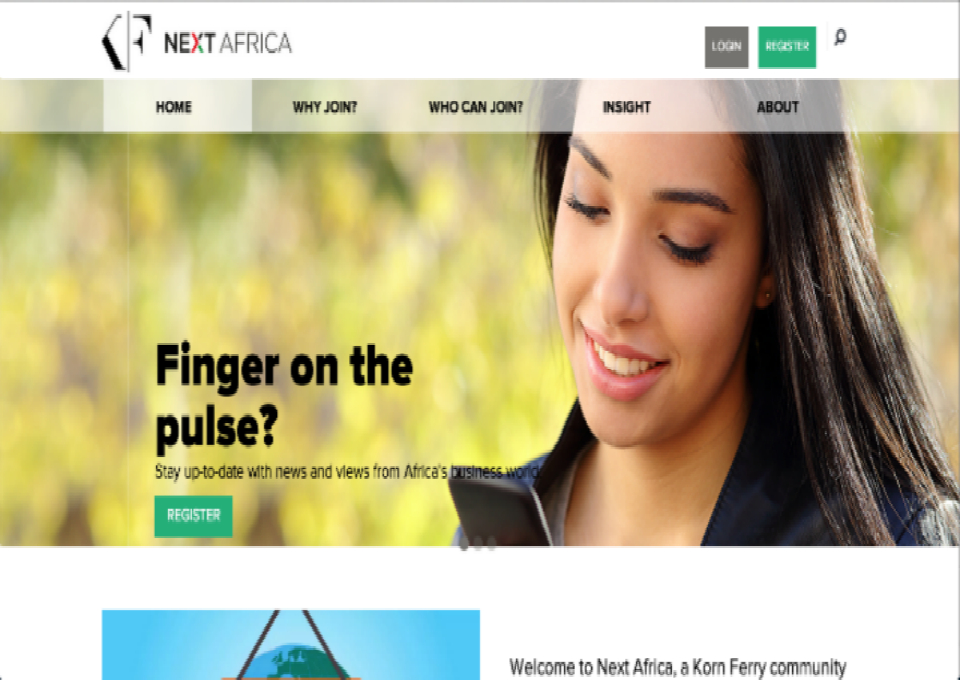 NEXT AFRICA
LOGIN
REGISTER
HOME
WHY JOIN?
WHO CAN JOIN?
INSIGHT
ABOUT
Finger on the
pulse?
Stay up-to-date with news and views from Africa's business world.
REGISTER
Welcome to Next Africa, a Korn Ferry community